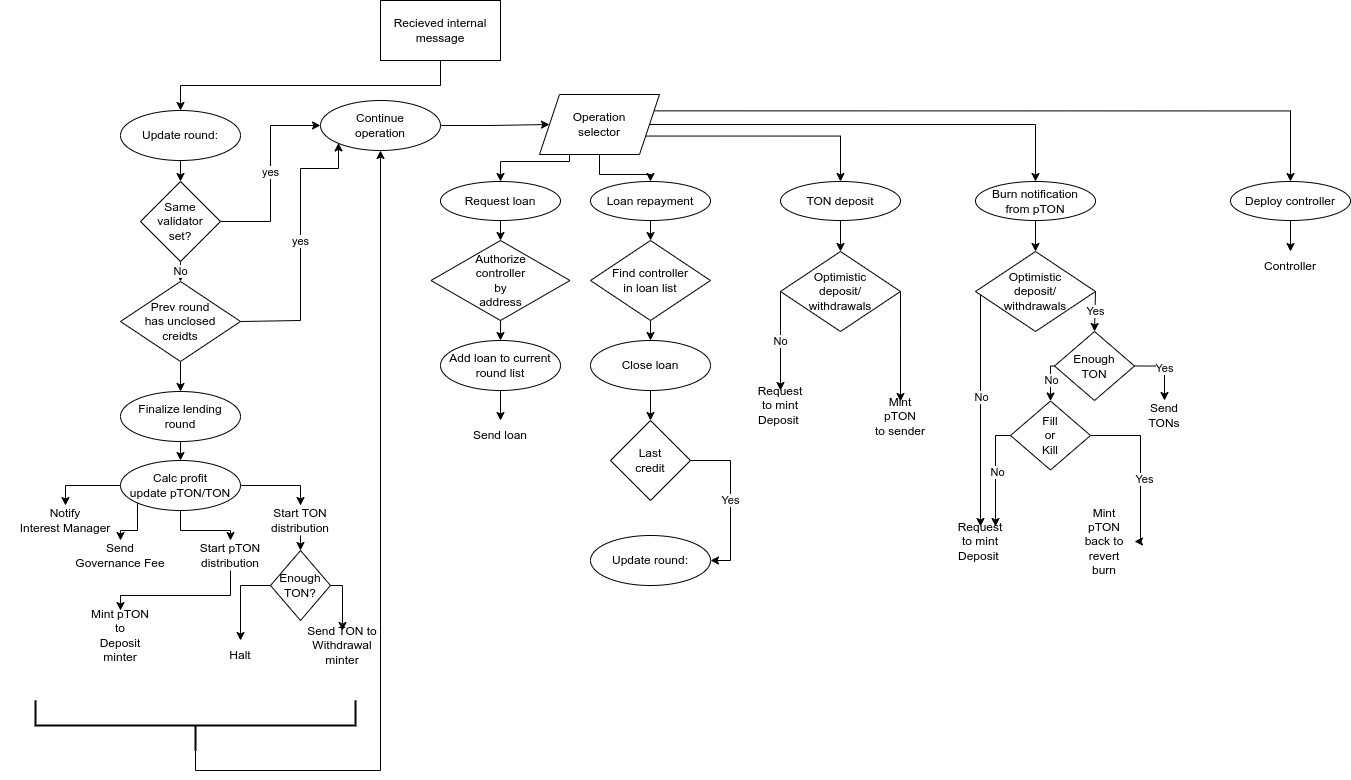 Recieved internal
message
Update round:
Continue
operation
Operation
selector
yes
Same
validator
set?
No
yes
Prev round
has unclosed
creidts
Finalize lending
round
Calc profit
update pTON/TON
Notify
Interest Manager
Send
Governance Fee
Start pTON
distribution
Start TON
distribution
Enough
TON?
Mint pTON
to
Deposit
minter
Halt
Send TON to
Withdrawal
minter
Request loan
Authorize
controller
by
address
Add loan to current
round list
Send loan
Loan repayment
Find controller
in loan list
Close loan
Last
credit
Yes
Update round:
TON deposit
Optimistic
deposit/
withdrawals
No
Request
to mint
Deposit
Mint
pTON
to sender
Burn notification
from pTON
Optimistic
deposit/
withdrawals
Yes
Enough
TON
No
No
Yes
Send
TONs
Fill
or
Kill
No
Yes
Request
to mint
Deposit
Mint
pTON
back to
revert
burn
Deploy controller
Controller